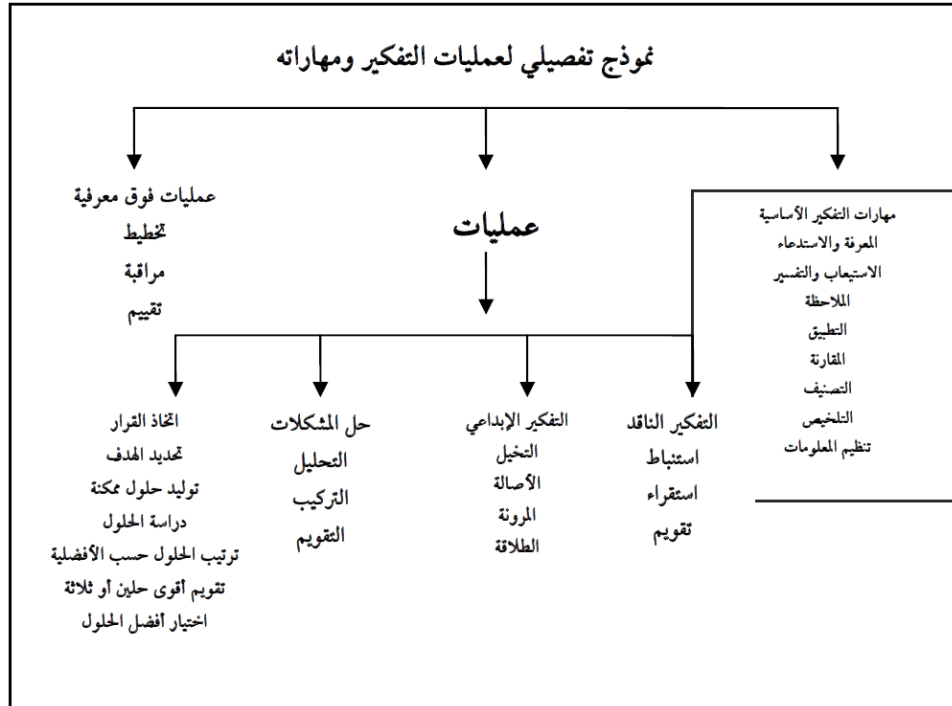 نموذج تفصيلي لعمليات التفكير ومهاراته
مهارات التفكير الأساسية
المعرفة والاستدعاء
الاستيعاب والتفسير
الملاحظة
التطبيق
المقارنة
التصنيف
التلخيص
تنظيم المعلومات
عمليات
عمليات فوق معرفية
تخطيط
مراقبة
تقييم
التفكير الناقد
استنباط
استقراء
تقويم
التفكير الإبداعي
التخيل
الأصالة
المرونة
الطلاقة
حل المشكلات
التحليل
التركيب
التقويم
اتخاذ القرار
تحديد الهدف
توليد حلول ممكنة
دراسة الحلول
ترتيب الحلول حسب الأفضلية
تقويم أقوى حلين أو ثلاثة
اختيار أفضل الحلول